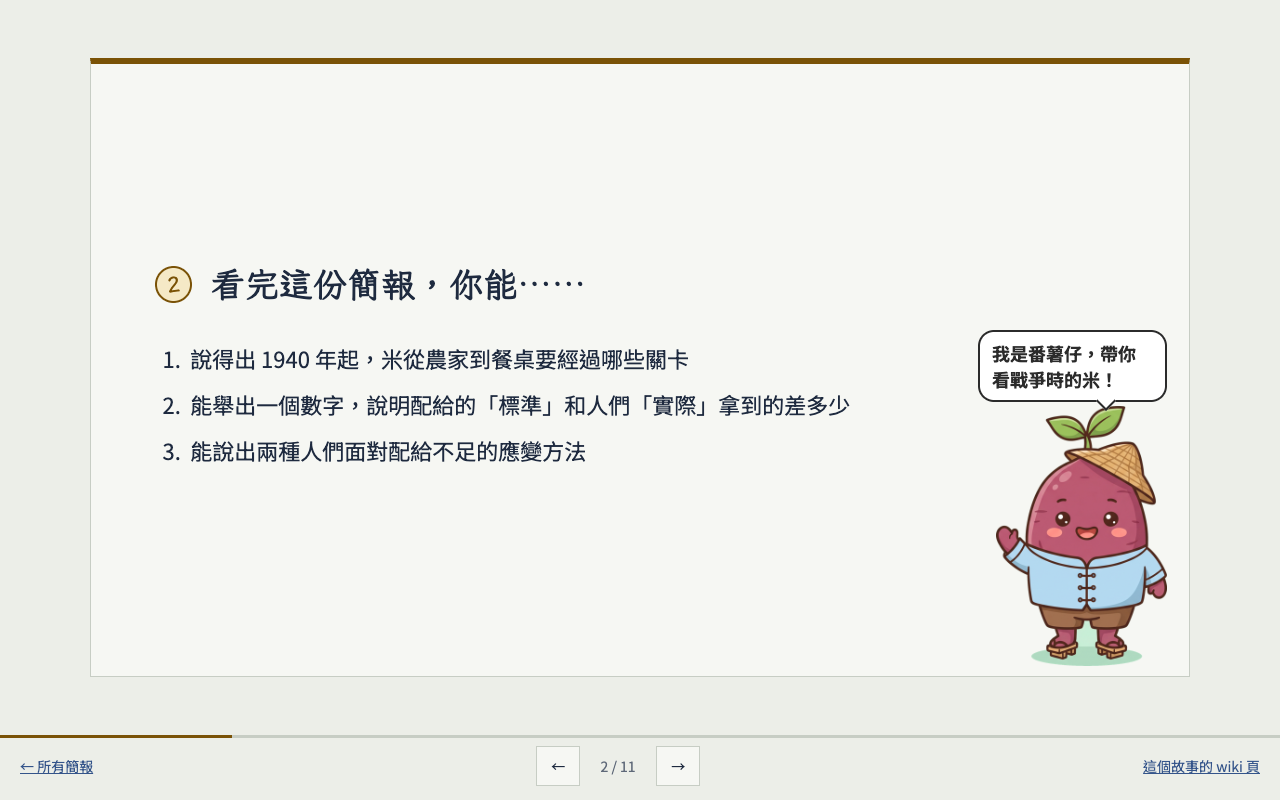 2 看完這份簡報，你能……
1. 說得出 1940 年起，米從農家到餐桌要經過哪些關卡
2. 能舉出一個數字，說明配給的「標準」和人們「實際」拿到的差多少
3. 能說出兩種人們面對配給不足的應變方法
我是番薯仔，帶你
看戰爭時的米！
← 所有簡報
←
2 / 11
→
這個故事的 wiki 頁